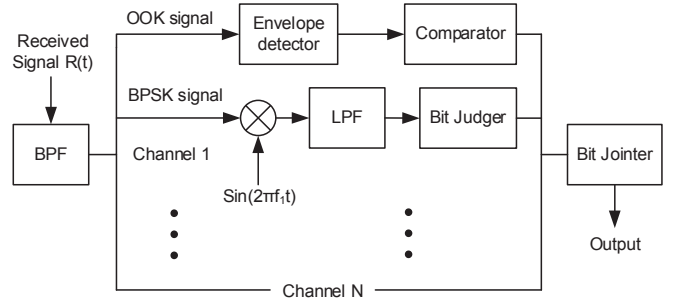 OOK signal
Envelope
detector
Comparator
Received
Signal R(t)
BPSK signal
LPF
Bit Judger
BPF
Channel 1
Bit Jointer
Sin(2πf₁t)
Output
Channel N